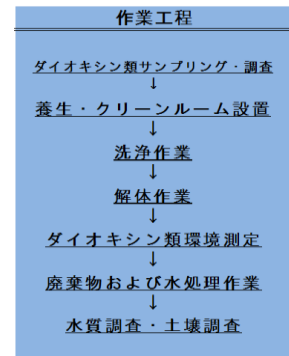 作業工程
ダイオキシン類サンプリング・調査
↓
養生・クリーンルーム設置
↓
洗浄作業
↓
解体作業
↓
ダイオキシン類環境測定
↓
廃棄物および水処理作業
↓
水質調査・土壌調査